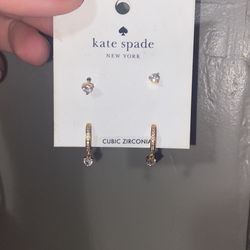 kate spade
NEW YORK
CUBIC ZIRCONIA